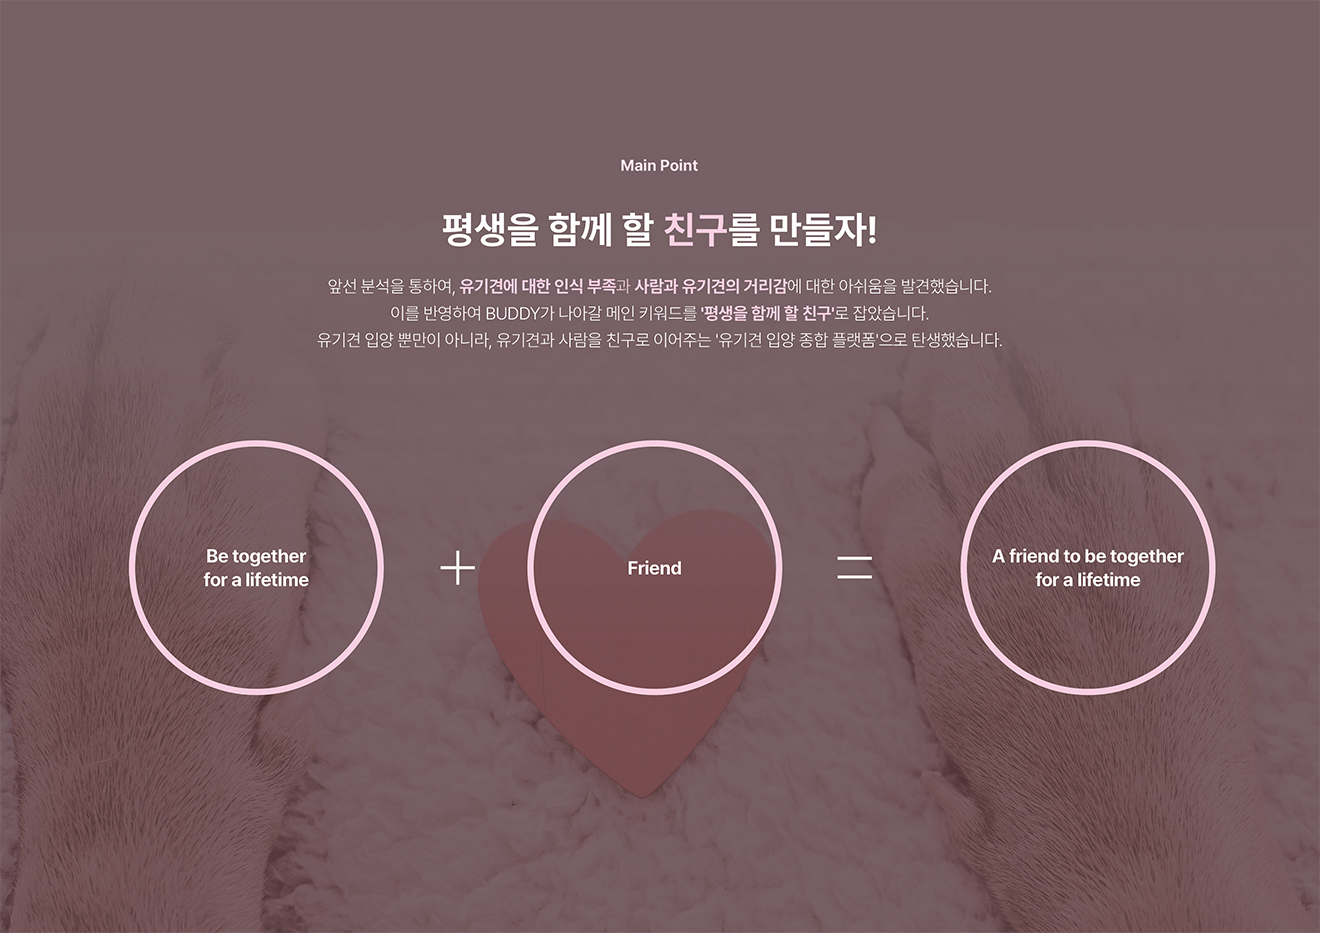 Main Point
평생을 함께 할 친구를 만들자!
앞선 분석을 통하여, 유기견에 대한 인식 부족과 사람과 유기견의 거리감에 대한 아쉬움을 발견했습니다.
이를 반영하여 BUDDY가 나아갈 메인 키워드를 '평생을 함께 할 친구'로 잡았습니다.
유기견 입양 뿐만이 아니라, 유기견과 사람을 친구로 이어주는 '유기견 입양 종합 플랫폼'으로 탄생했습니다.
Be together
for a lifetime
+
Friend
=
A friend to be together
for a lifetime